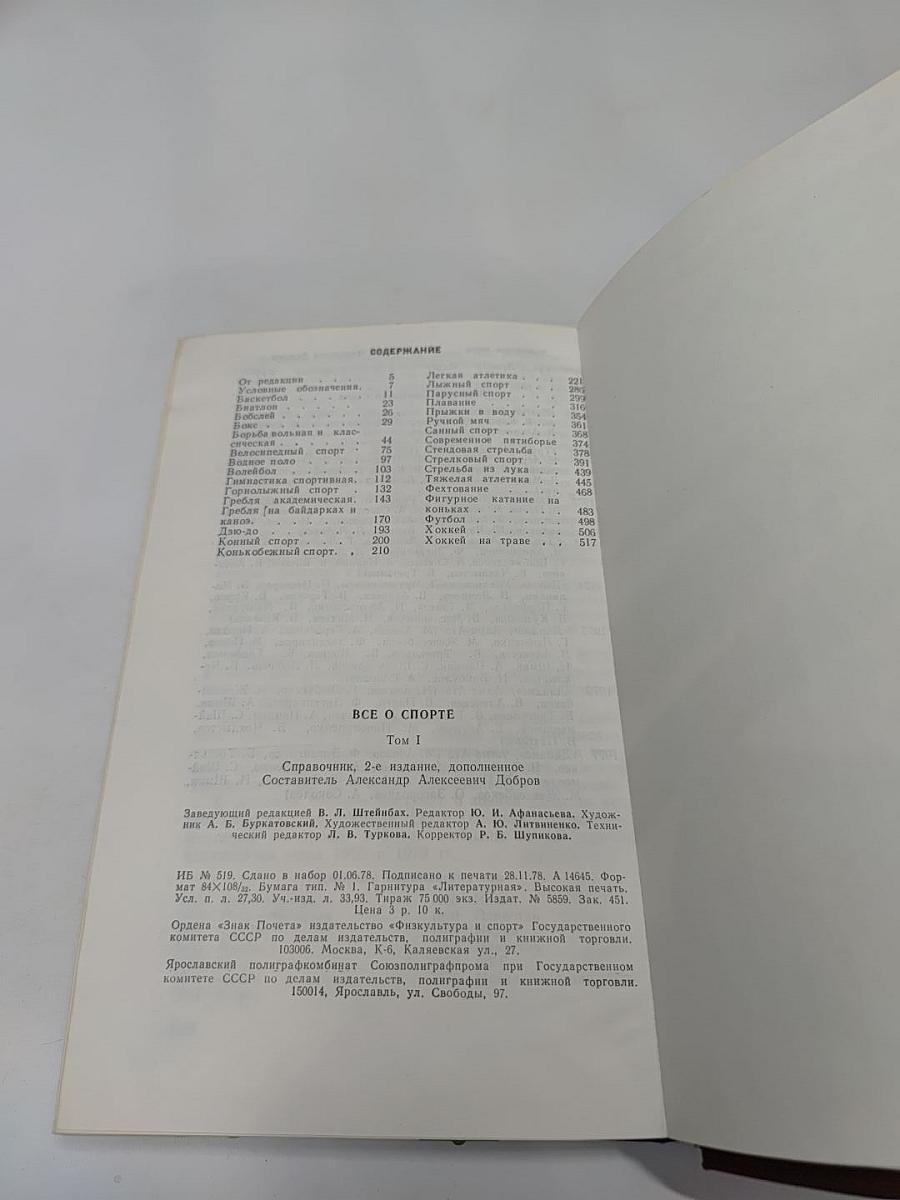 СОДЕРЖАНИЕ
От редакции . . . 5
Условные обозначения. 7
Баскетбол . . . . . 11
Биатлон . . . . . . 23
Бобслей . . . . . . 26
Бокс . . . . . . . 29
Борьба вольная и клас-
сическая . . . . . . 44
Велосипедный спорт . 75
Водное поло . . . . 97
Волейбол . . . . . 103
Гимнастика спортивная. 112
Горнолыжный спорт . 132
Гребля академическая. 143
Гребля на байдарках и
каноэ. . . . . . . 170
Дзю-до . . . . . . 193
Конный спорт . . . . 200
Конькобежный спорт. . 210
Легкая атлетика . . . 221
Лыжный спорт . . . 286
Парусный спорт . . . 299
Плавание . . . . . 316
Прыжки в воду . . . 354
Ручной мяч . . . . 361
Санный спорт . . . . 368
Современное пятиборье 374
Стендовая стрельба . 378
Стрелковый спорт . . 391
Стрельба из лука . . 439
Тяжелая атлетика . . 445
Фехтование . . . . 468
Фигурное катание на
коньках . . . . . . 483
Футбол . . . . . . 498
Хоккей . . . . . . 506
Хоккей на траве . . 517
ВСЕ О СПОРТЕ
Том I
Справочник, 2-е издание, дополненное
Составитель Александр Алексеевич Добров
Заведующий редакцией В. Л. Штейнбах. Редактор Ю. И. Афанасьева. Худож-
ник А. Б. Буркатовский. Художественный редактор А. Ю. Литвиненко. Техни-
ческий редактор Л. В. Туркова. Корректор Р. Б. Шупикова.
ИБ № 519. Сдано в набор 01.06.78. Подписано к печати 28.11.78. А 14645. Фор-
мат 84×108/32. Бумага тип. № 1. Гарнитура «Литературная». Высокая печать.
Усл. п. л. 27,30. Уч.-изд. л. 33,93. Тираж 75 000 экз. Издат. № 5859. Зак. 451.
Цена 3 р. 10 к.
Ордена «Знак Почета» издательство «Физкультура и спорт» Государственного
комитета СССР по делам издательств, полиграфии и книжной торговли.
103006. Москва, К-6, Каляевская ул., 27.
Ярославский полиграфкомбинат Союзполиграфпрома при Государственном
комитете СССР по делам издательств, полиграфии и книжной торговли.
150014, Ярославль, ул. Свободы, 97.